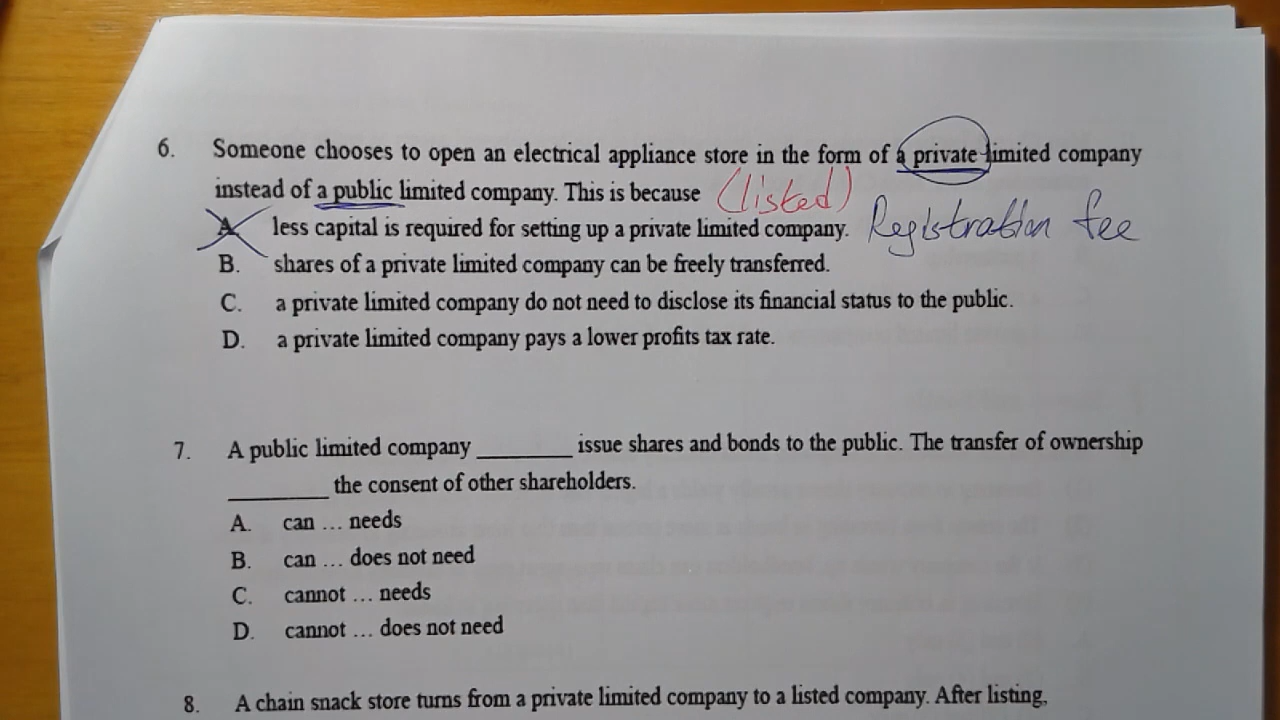 6. Someone chooses to open an electrical appliance store in the form of a private limited company
instead of a public limited company. This is because (listed)
A. less capital is required for setting up a private limited company. Registration fee
B. shares of a private limited company can be freely transferred.
C. a private limited company do not need to disclose its financial status to the public.
D. a private limited company pays a lower profits tax rate.
7. A public limited company ________ issue shares and bonds to the public. The transfer of ownership
________ the consent of other shareholders.
A. can ... needs
B. can ... does not need
C. cannot ... needs
D. cannot ... does not need
8. A chain snack store turns from a private limited company to a listed company. After listing,